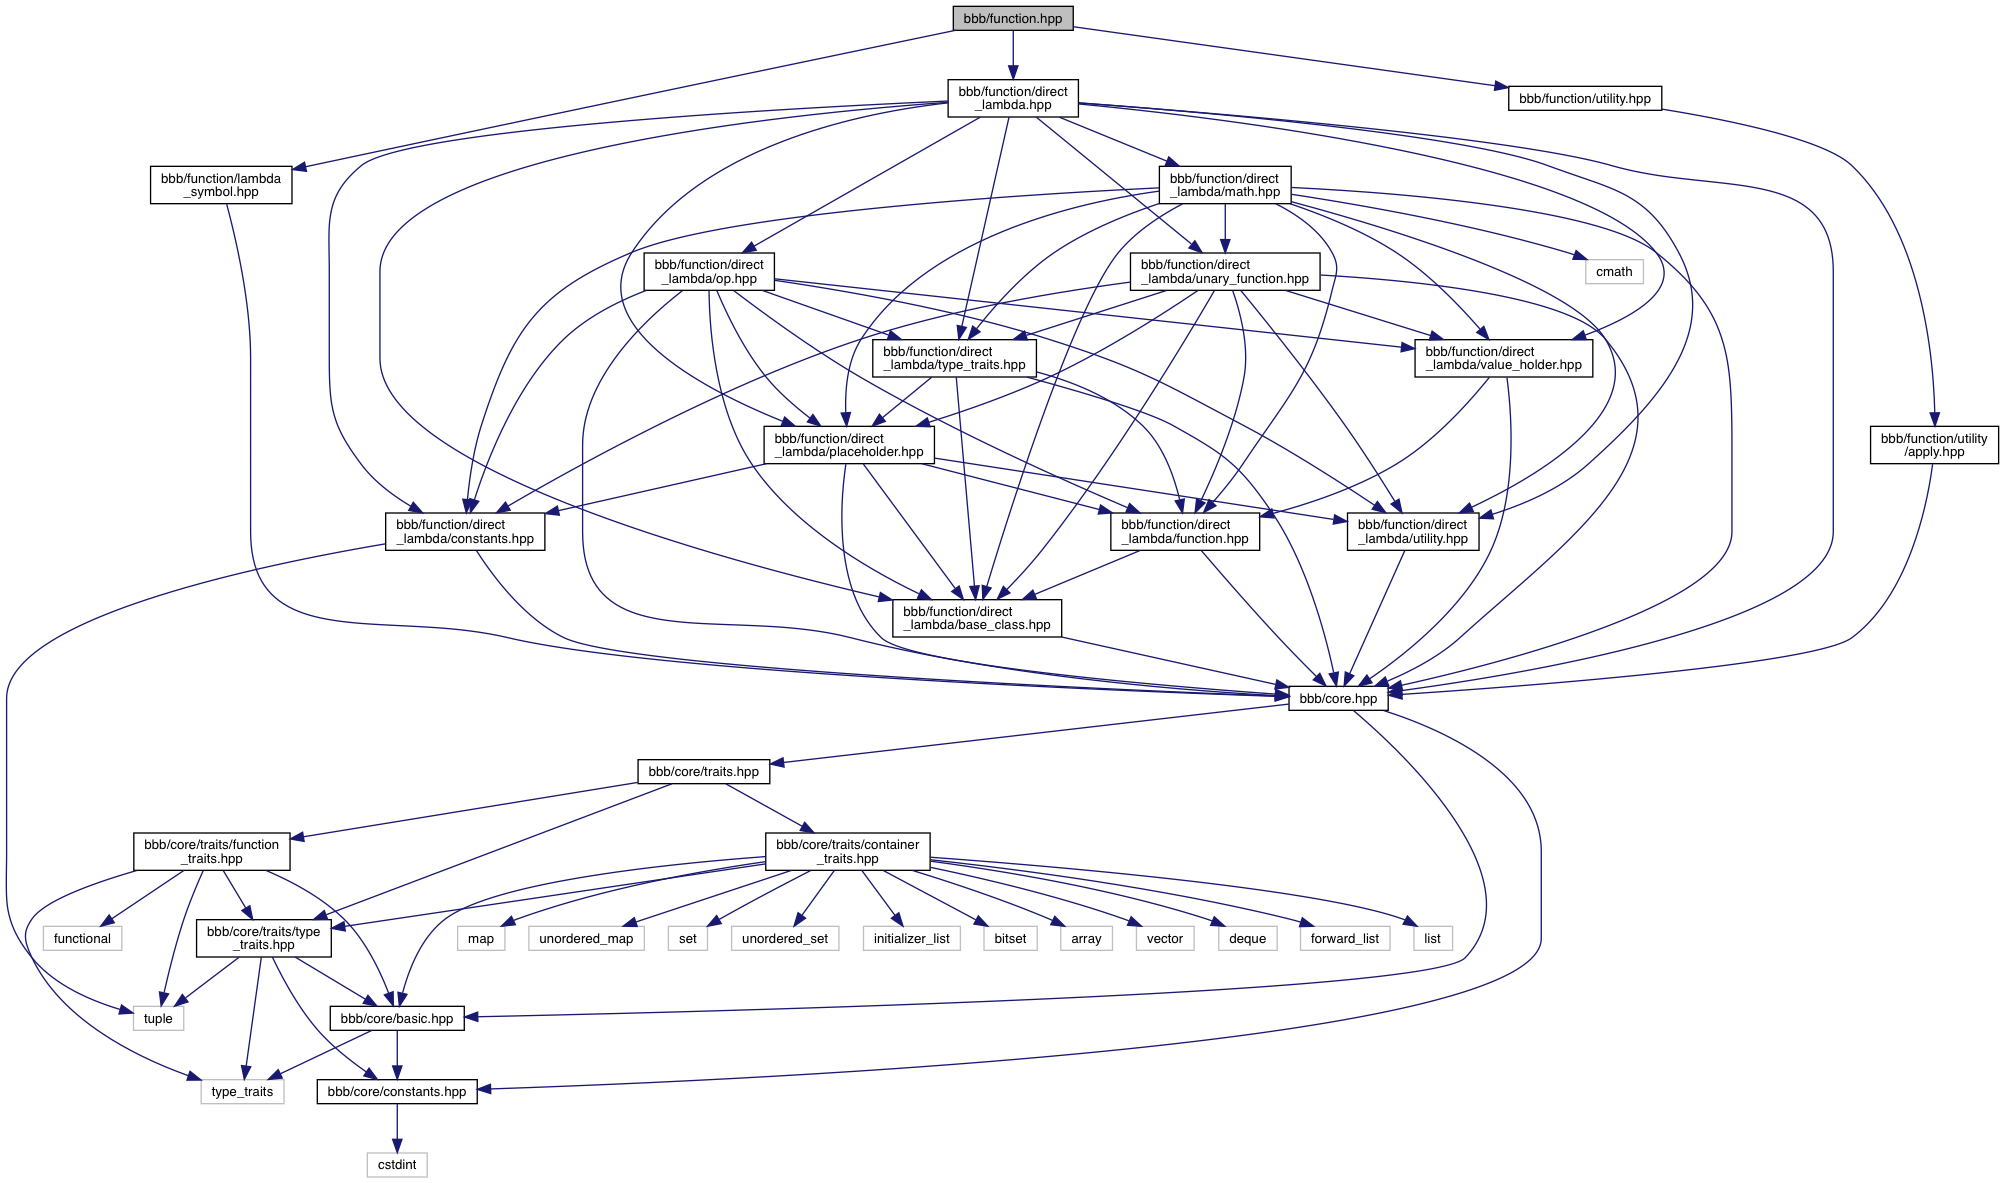 bbb/function.hpp
bbb/function/direct
_lambda.hpp
bbb/function/utility.hpp
bbb/function/lambda
_symbol.hpp
bbb/function/direct
_lambda/math.hpp
bbb/function/direct
_lambda/op.hpp
bbb/function/direct
_lambda/unary_function.hpp
cmath
bbb/function/direct
_lambda/type_traits.hpp
bbb/function/direct
_lambda/value_holder.hpp
bbb/function/direct
_lambda/placeholder.hpp
bbb/function/utility
/apply.hpp
bbb/function/direct
_lambda/constants.hpp
bbb/function/direct
_lambda/function.hpp
bbb/function/direct
_lambda/utility.hpp
bbb/function/direct
_lambda/base_class.hpp
bbb/core.hpp
bbb/core/traits.hpp
bbb/core/traits/function
_traits.hpp
bbb/core/traits/container
_traits.hpp
functional
bbb/core/traits/type
_traits.hpp
map
unordered_map
set
unordered_set
initializer_list
bitset
array
vector
deque
forward_list
list
tuple
bbb/core/basic.hpp
type_traits
bbb/core/constants.hpp
cstdint